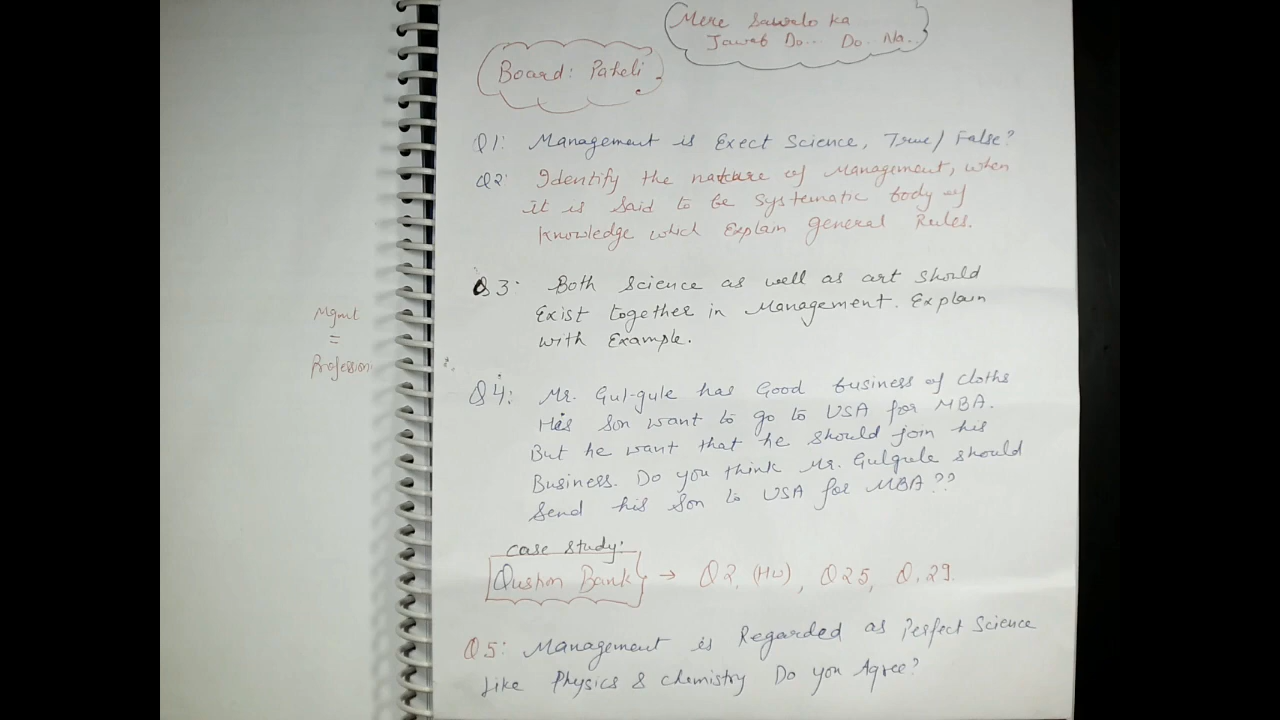 Mere Sawalo ka
Jawab Do... Do.. Na..
Board: Paheli
Q1: Management is Exect Science, True/ False?
Q2: Identify the nature of Management, when
it is said to be systematic body of
knowledge which Explain general Rules.
Q3: Both science as well as art should
Exist together in Management. Explain
with Example.
Mgmt
=
Profession
Q4: Mr. Gul-gule has Good business of cloths
His son want to go to USA for MBA.
But he want that he should join his
Business. Do you think Mr. Gulgule should
Send his son to USA for MBA??
case study:
Qustion Bank → Q2 (HW), Q25, Q.29.
Q5: Management is Regarded as Perfect Science
Like Physics & chemistry Do you Agree?